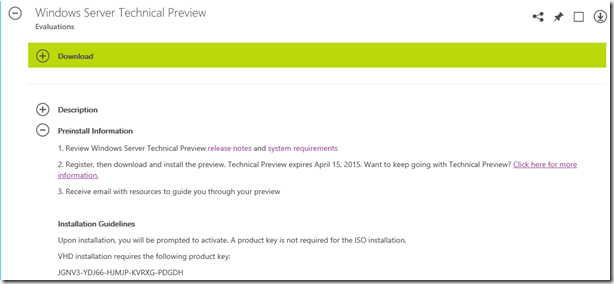 Windows Server Technical Preview
Evaluations
Download
Description
Preinstall Information
1. Review Windows Server Technical Preview release notes and system requirements
2. Register, then download and install the preview. Technical Preview expires April 15, 2015. Want to keep going with Technical Preview? Click here for more
information.
3. Receive email with resources to guide you through your preview
Installation Guidelines
Upon installation, you will be prompted to activate. A product key is not required for the ISO installation.
VHD installation requires the following product key:
JGNV3-YDJ66-HJMJP-KVRXG-PDGDH